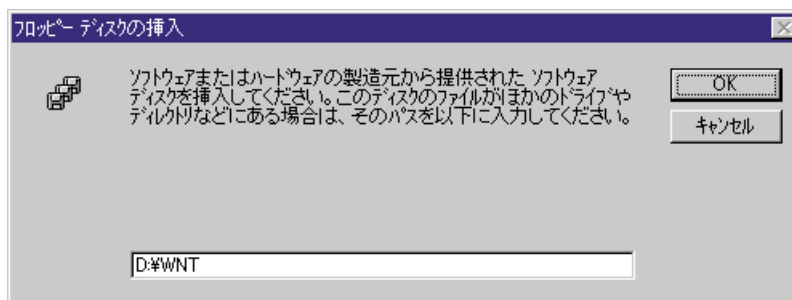 フロッピー ディスクの挿入
ソフトウェアまたはハードウェアの製造元から提供された ソフトウェア
ディスクを挿入してください。このディスクのファイルがほかのドライブや
ディレクトリなどにある場合は、そのパスを以下に入力してください。
OK
キャンセル
D:¥WNT